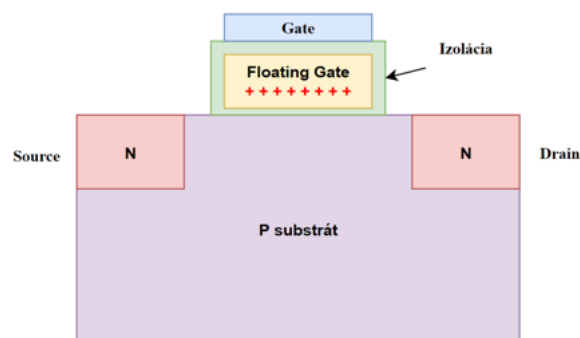 Gate
Izolácia
Floating Gate
+ + + + + + + +
Source
N
N
Drain
P substrát